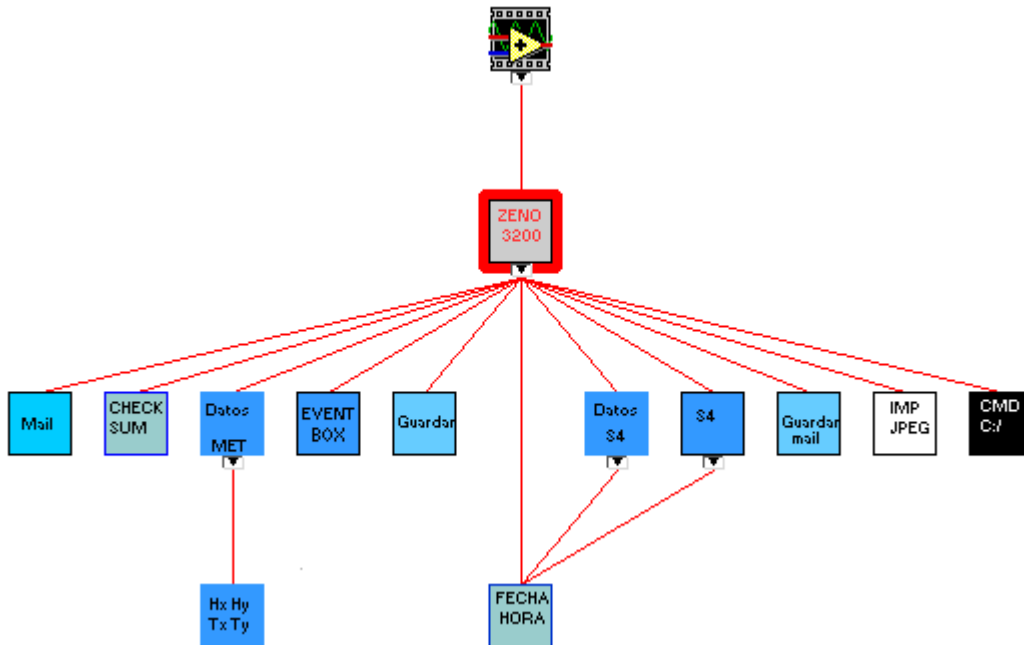 ZENO
3200
Mail
CHECK
SUM
Datos
MET
EVENT
BOX
Guardar
Datos
S4
S4
Guardar
mail
IMP
JPEG
CMD
C:/
Hx Hy
Tx Ty
FECHA
HORA